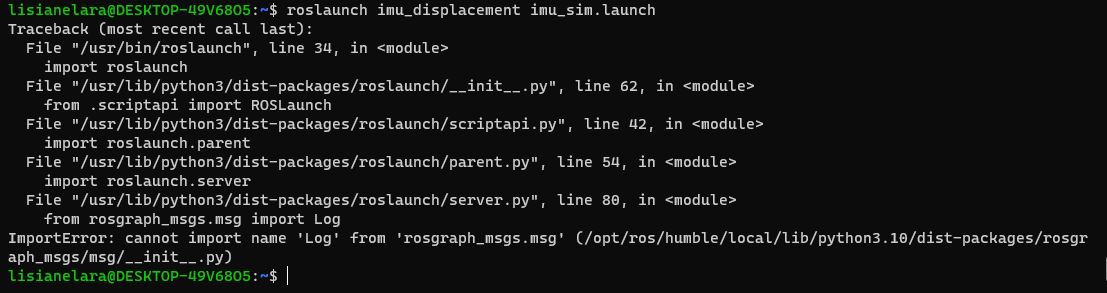 lisianelara@DESKTOP-49V68O5:~$ roslaunch imu_displacement imu_sim.launch
Traceback (most recent call last):
  File "/usr/bin/roslaunch", line 34, in <module>
    import roslaunch
  File "/usr/lib/python3/dist-packages/roslaunch/__init__.py", line 62, in <module>
    from .scriptapi import ROSLaunch
  File "/usr/lib/python3/dist-packages/roslaunch/scriptapi.py", line 42, in <module>
    import roslaunch.parent
  File "/usr/lib/python3/dist-packages/roslaunch/parent.py", line 54, in <module>
    import roslaunch.server
  File "/usr/lib/python3/dist-packages/roslaunch/server.py", line 80, in <module>
    from rosgraph_msgs.msg import Log
ImportError: cannot import name 'Log' from 'rosgraph_msgs.msg' (/opt/ros/humble/local/lib/python3.10/dist-packages/rosgr
aph_msgs/msg/__init__.py)
lisianelara@DESKTOP-49V68O5:~$